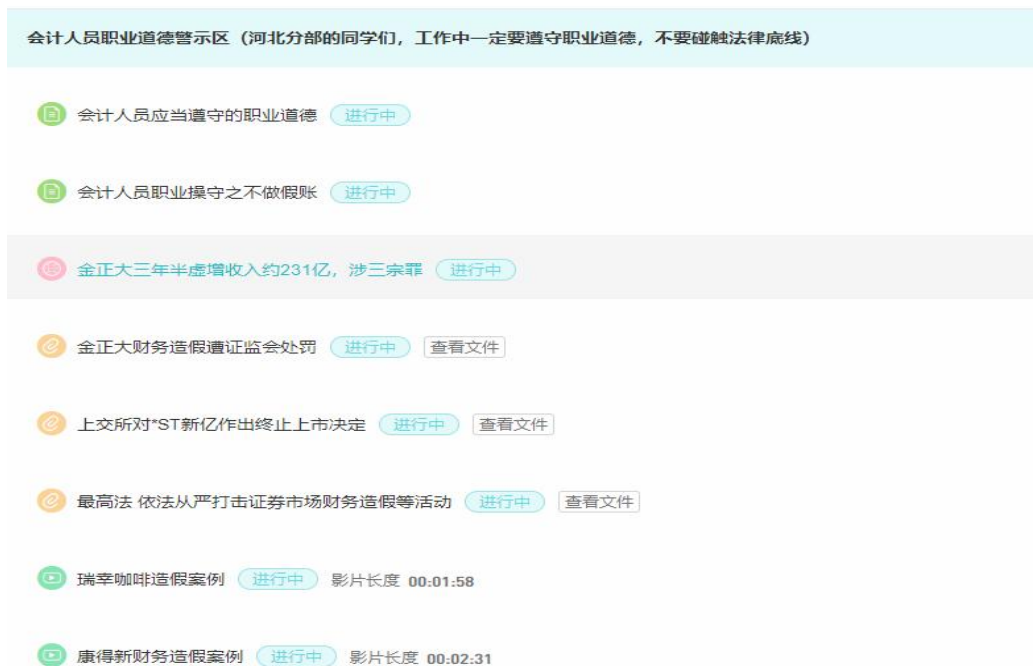 会计人员职业道德警示区（河北分部的同学们，工作中一定要遵守职业道德，不要碰触法律底线）
会计人员应当遵守的职业道德 进行中
会计人员职业操守之不做假账 进行中
金正大三年半虚增收入约231亿，涉三宗罪 进行中
金正大财务造假遭证监会处罚 进行中 查看文件
上交所对*ST新亿作出终止上市决定 进行中 查看文件
最高法 依法从严打击证券市场财务造假等活动 进行中 查看文件
瑞幸咖啡造假案例 进行中 影片长度 00:01:58
康得新财务造假案例 进行中 影片长度 00:02:31